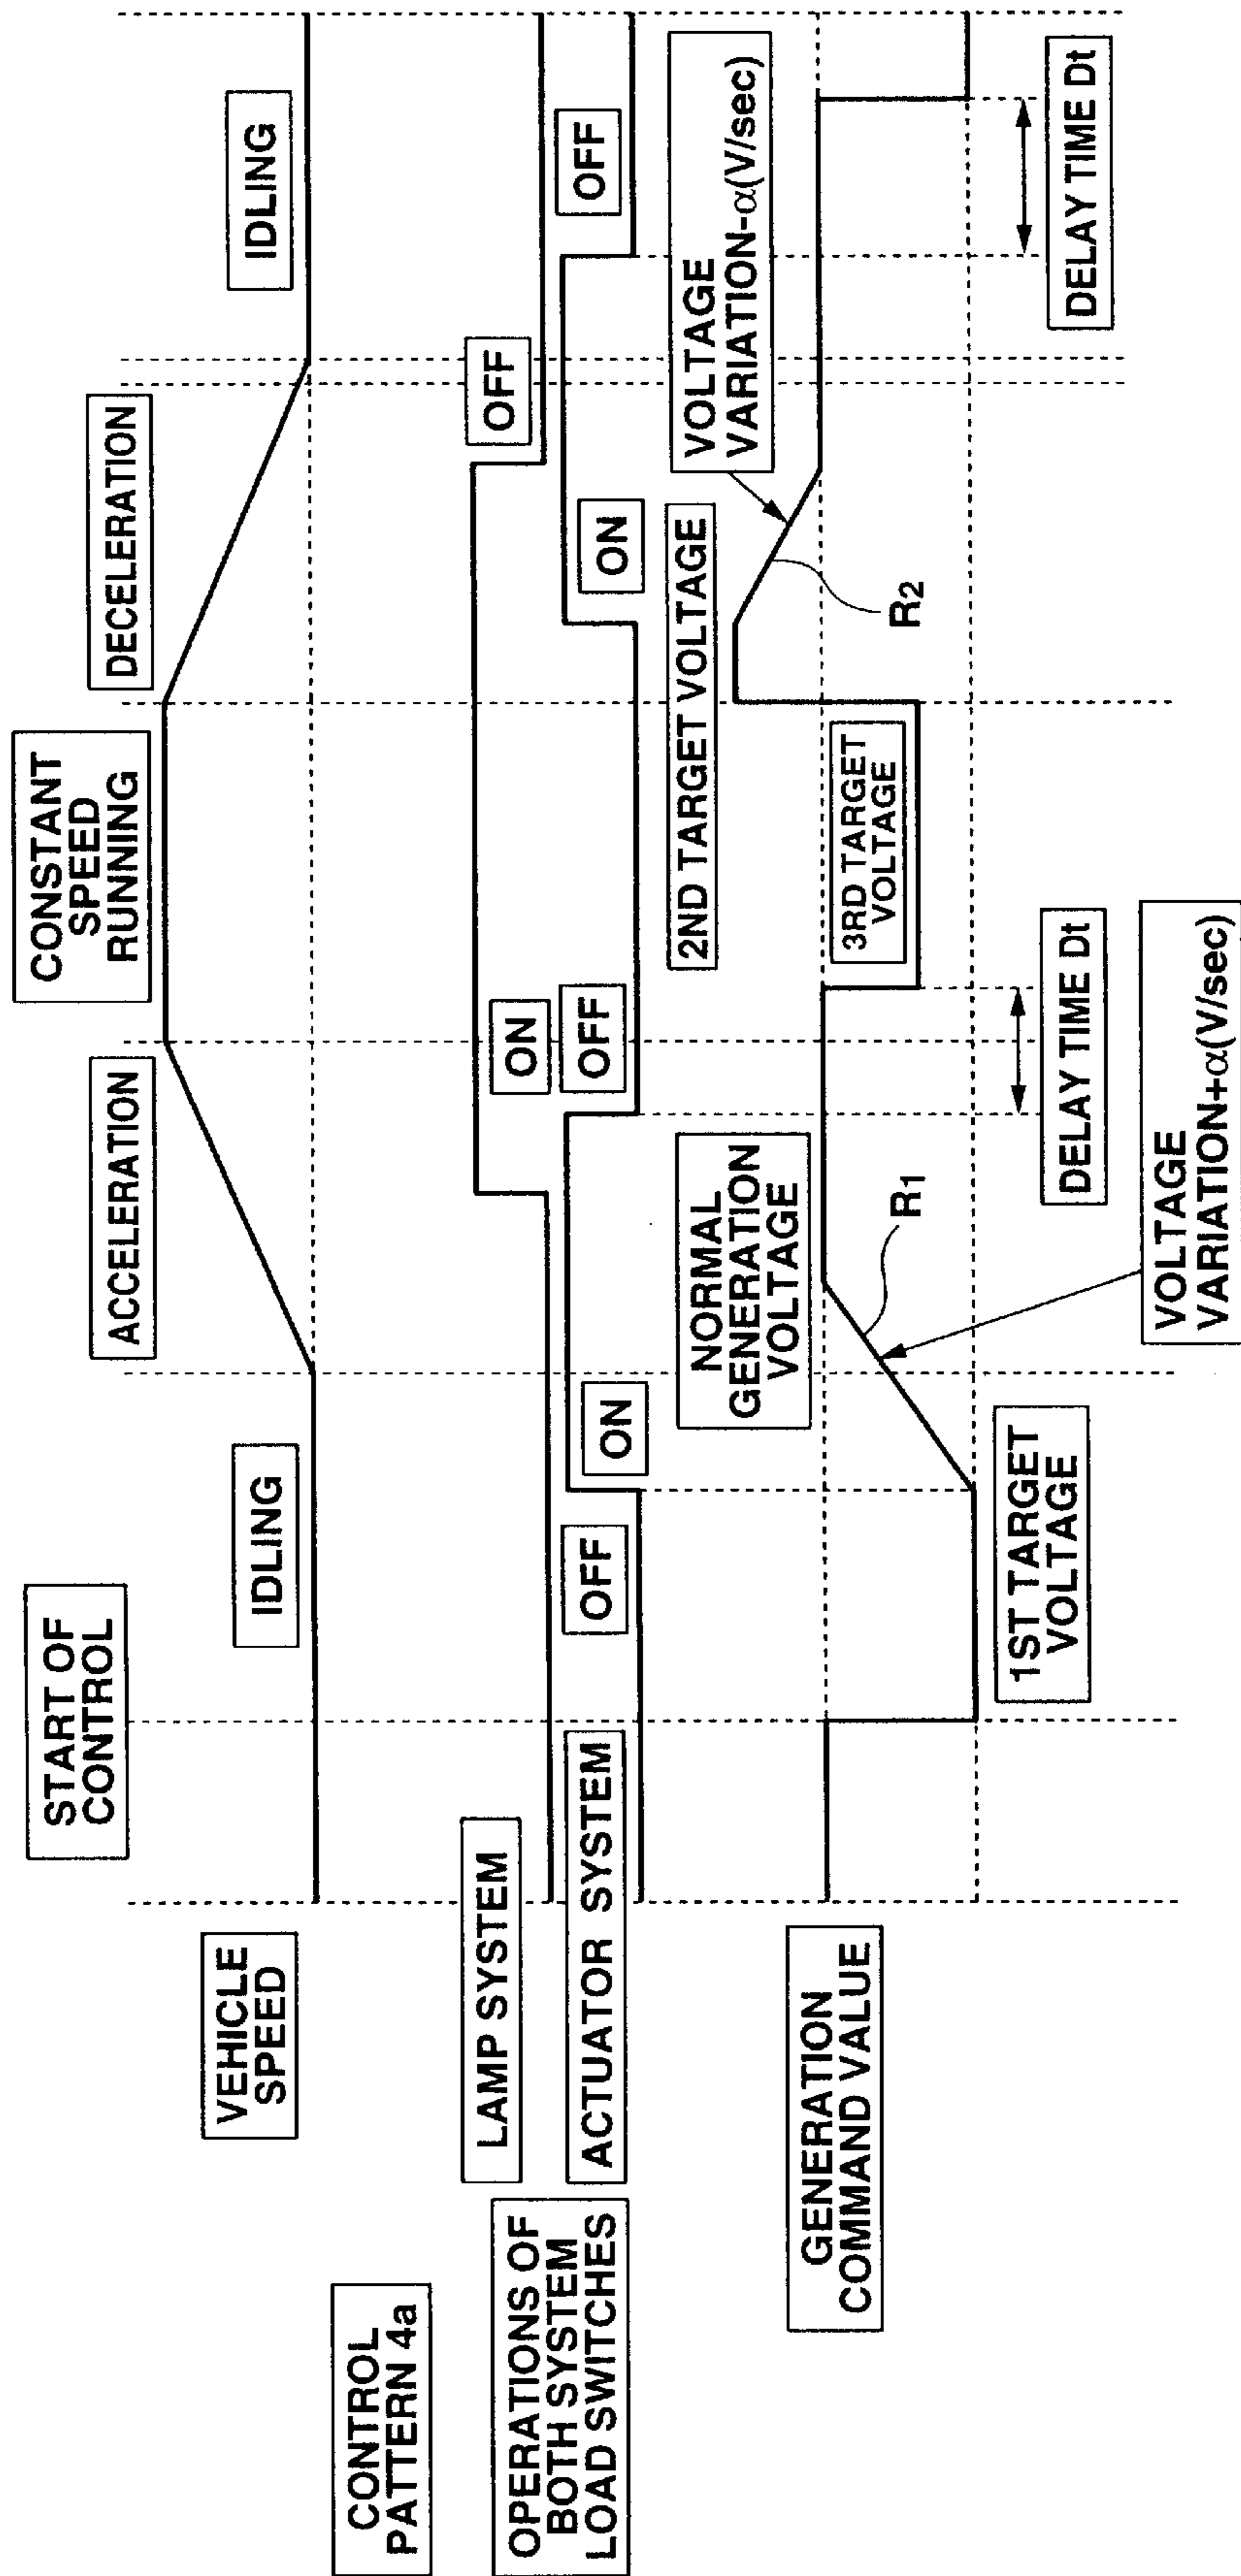 CONTROL
PATTERN 4a
VEHICLE
SPEED
START OF
CONTROL
IDLING
ACCELERATION
CONSTANT
SPEED
RUNNING
DECELERATION
IDLING
OPERATIONS OF
BOTH SYSTEM
LOAD SWITCHES
LAMP SYSTEM
ON
OFF
ACTUATOR SYSTEM
OFF
ON
OFF
ON
OFF
GENERATION
COMMAND VALUE
1ST TARGET
VOLTAGE
NORMAL
GENERATION
VOLTAGE
R1
VOLTAGE
VARIATION+α(V/sec)
DELAY TIME Dt
3RD TARGET
VOLTAGE
2ND TARGET VOLTAGE
R2
VOLTAGE
VARIATION-α(V/sec)
DELAY TIME Dt